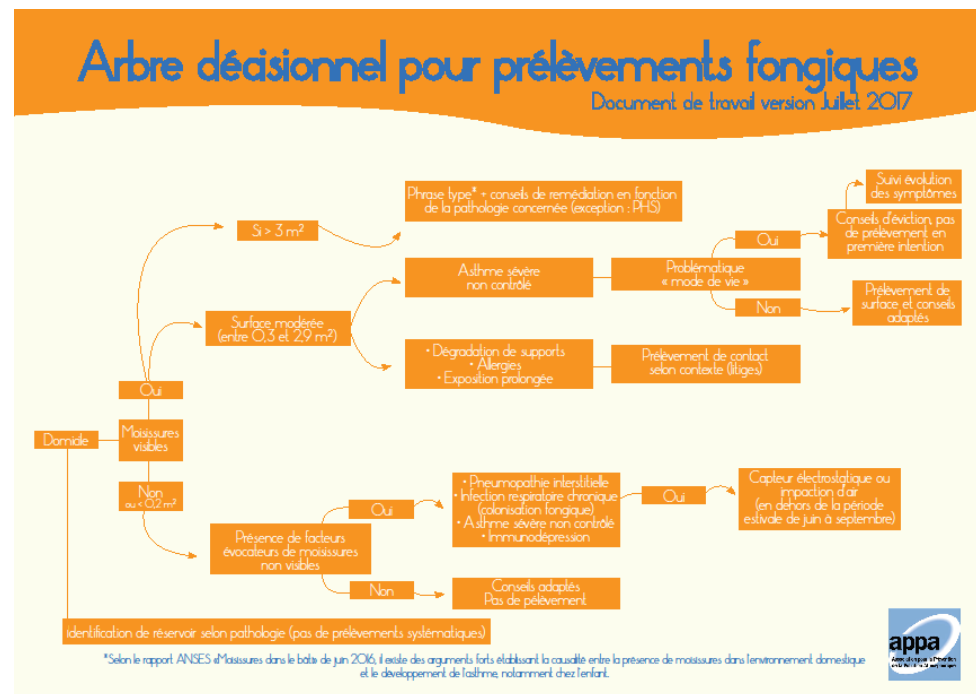 Arbre décisionnel pour prélèvements fongiques
Document de travail version Juillet 2017
Suivi évolution
des symptômes
Phrase type* + conseils de remédiation en fonction
de la pathologie concernée (exception : PHS)
Si > 3 m²
Oui
Conseils d'éviction, pas
de prélèvement en
première intention
Asthme sévère
non contrôlé
Problématique
« mode de vie »
Non
Prélèvement de
surface et conseils
adaptés
Surface modérée
(entre 0,3 et 2,9 m²)
• Dégradation de supports
• Allergies
• Exposition prolongée
Prélèvement de contact
selon contexte (litiges)
Oui
Domicile
Moisissures
visibles
Non
ou < 0,2 m²
Présence de facteurs
évocateurs de moisissures
non visibles
Oui
• Pneumopathie interstitielle
• Infection respiratoire chronique
(colonisation fongique)
• Asthme sévère non contrôlé
• Immunodépression
Oui
Capteur électrostatique ou
impaction d'air
(en dehors de la période
estivale de juin à septembre)
Non
Conseils adaptés
Pas de pélèvement
Identification de réservoir selon pathologie (pas de prélèvements systématiques)
*Selon le rapport ANSES «Moisissures dans le bâti» de juin 2016, il existe des arguments forts établissant la causalité entre la présence de moisissures dans l'environnement domestique
et le développement de l'asthme, notamment chez l'enfant.
appa